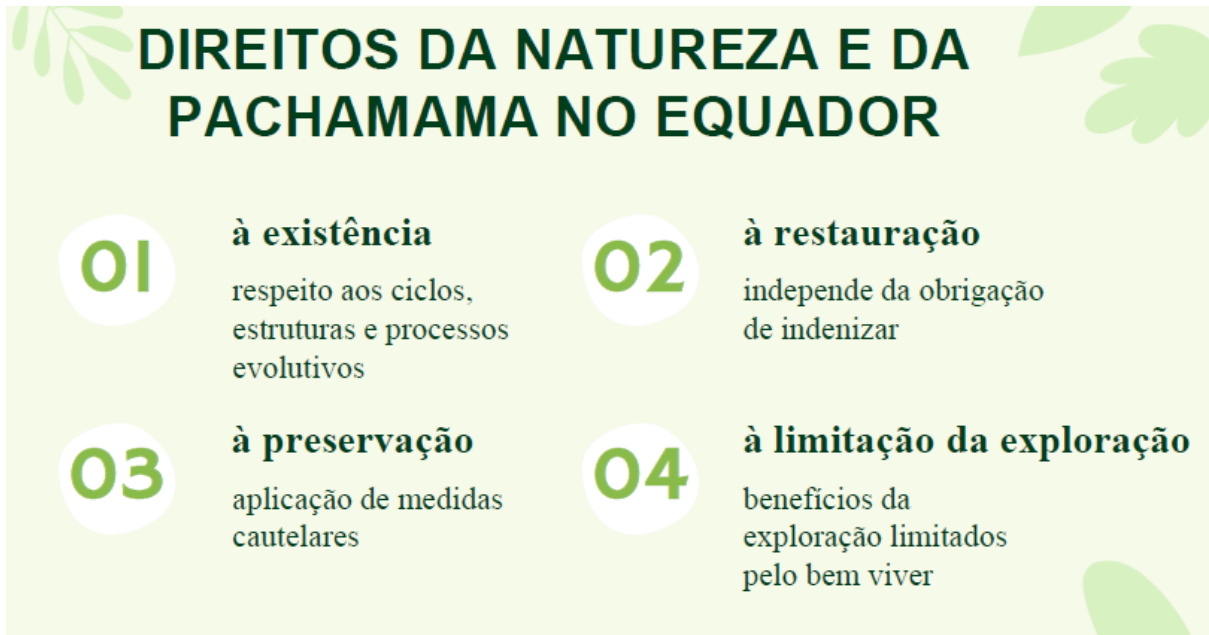 DIREITOS DA NATUREZA E DA
PACHAMAMA NO EQUADOR
01
à existência
respeito aos ciclos,
estruturas e processos
evolutivos
02
à restauração
independe da obrigação
de indenizar
03
à preservação
aplicação de medidas
cautelares
04
à limitação da exploração
benefícios da
exploração limitados
pelo bem viver